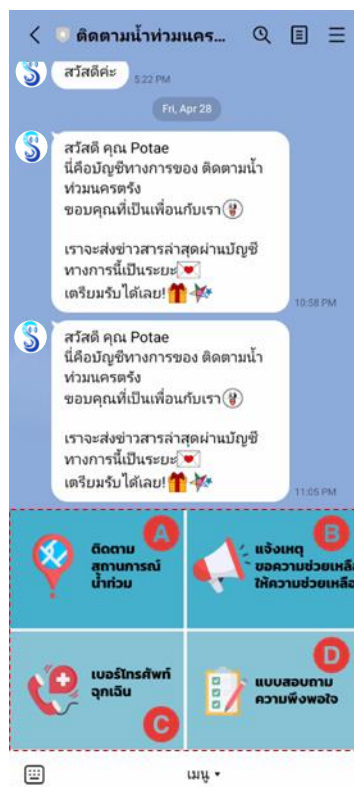 ติดตามน้ำท่วมนคร...
สวัสดีค่ะ
5:22 PM
Fri, Apr 28
สวัสดี คุณ Potae
นี่คือบัญชีทางการของ ติดตามน้ำ
ท่วมนครตรัง
ขอบคุณที่เป็นเพื่อนกับเรา
เราจะส่งข่าวสารล่าสุดผ่านบัญชี
ทางการนี้เป็นระยะ
เตรียมรับได้เลย!
10:58 PM
สวัสดี คุณ Potae
นี่คือบัญชีทางการของ ติดตามน้ำ
ท่วมนครตรัง
ขอบคุณที่เป็นเพื่อนกับเรา
เราจะส่งข่าวสารล่าสุดผ่านบัญชี
ทางการนี้เป็นระยะ
เตรียมรับได้เลย!
11:05 PM
A
ติดตาม
สถานการณ์
น้ำท่วม
B
แจ้งเหตุ
ขอความช่วยเหลือ
ให้ความช่วยเหลือ
เบอร์โทรศัพท์
ฉุกเฉิน
C
D
แบบสอบถาม
ความพึงพอใจ
เมนู